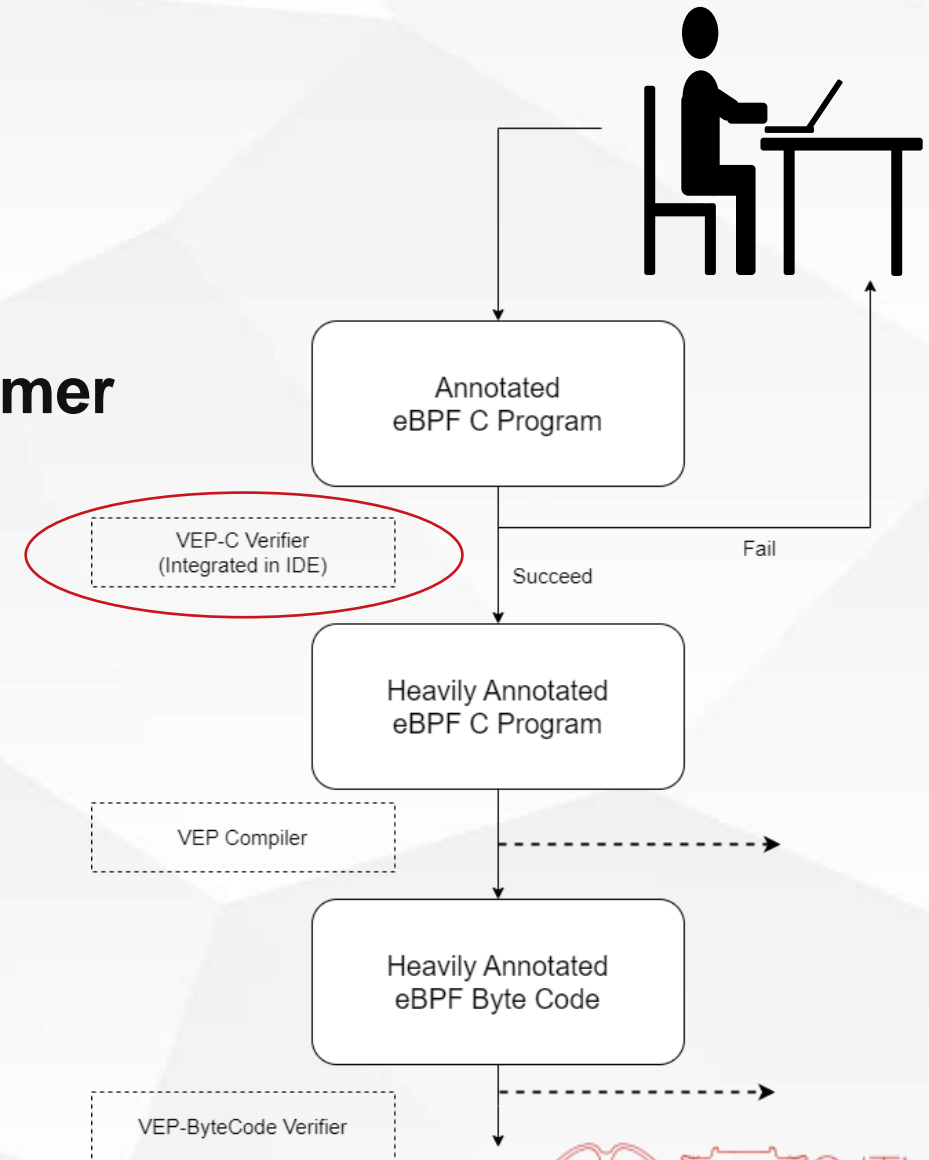 mer
Annotated
eBPF C Program
VEP-C Verifier
(Integrated in IDE)
Fail
Succeed
Heavily Annotated
eBPF C Program
VEP Compiler
Heavily Annotated
eBPF Byte Code
VEP-ByteCode Verifier